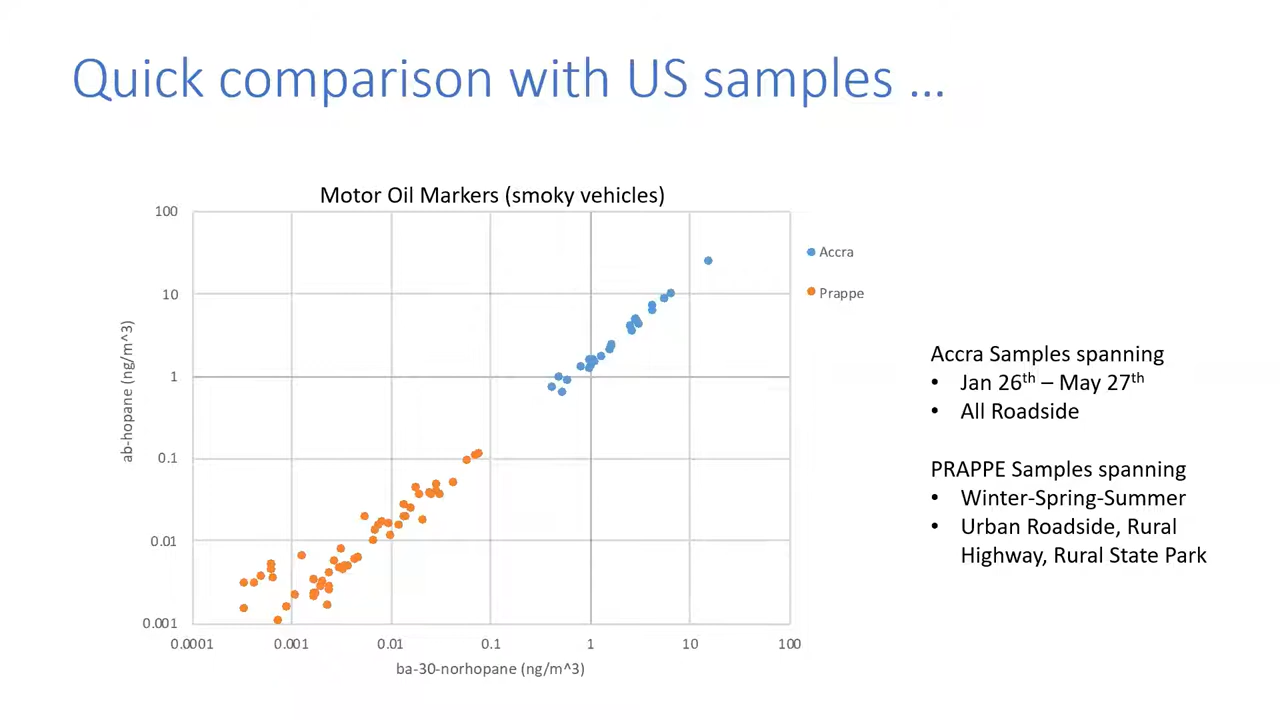 Quick comparison with US samples ...
Motor Oil Markers (smoky vehicles)
100
10
1
0.1
0.01
0.001
ab-hopane (ng/m^3)
0.0001
0.001
0.01
0.1
1
10
100
ba-30-norhopane (ng/m^3)
Accra
Prappe
Accra Samples spanning
• Jan 26th – May 27th
• All Roadside
PRAPPE Samples spanning
• Winter-Spring-Summer
• Urban Roadside, Rural
Highway, Rural State Park